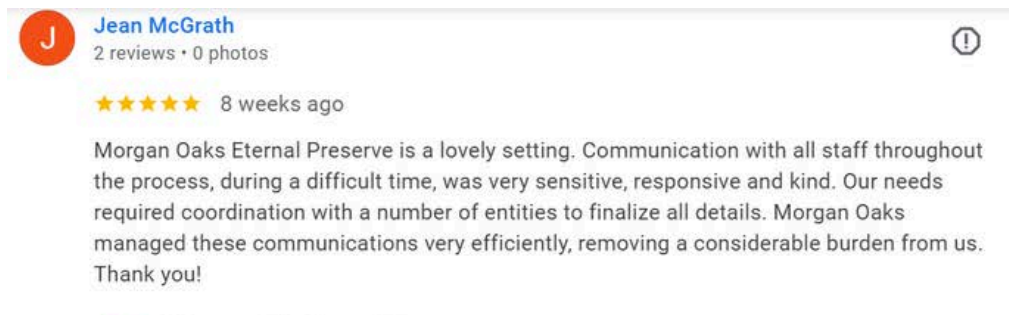 J
Jean McGrath
2 reviews • 0 photos
★★★★★ 8 weeks ago
Morgan Oaks Eternal Preserve is a lovely setting. Communication with all staff throughout
the process, during a difficult time, was very sensitive, responsive and kind. Our needs
required coordination with a number of entities to finalize all details. Morgan Oaks
managed these communications very efficiently, removing a considerable burden from us.
Thank you!